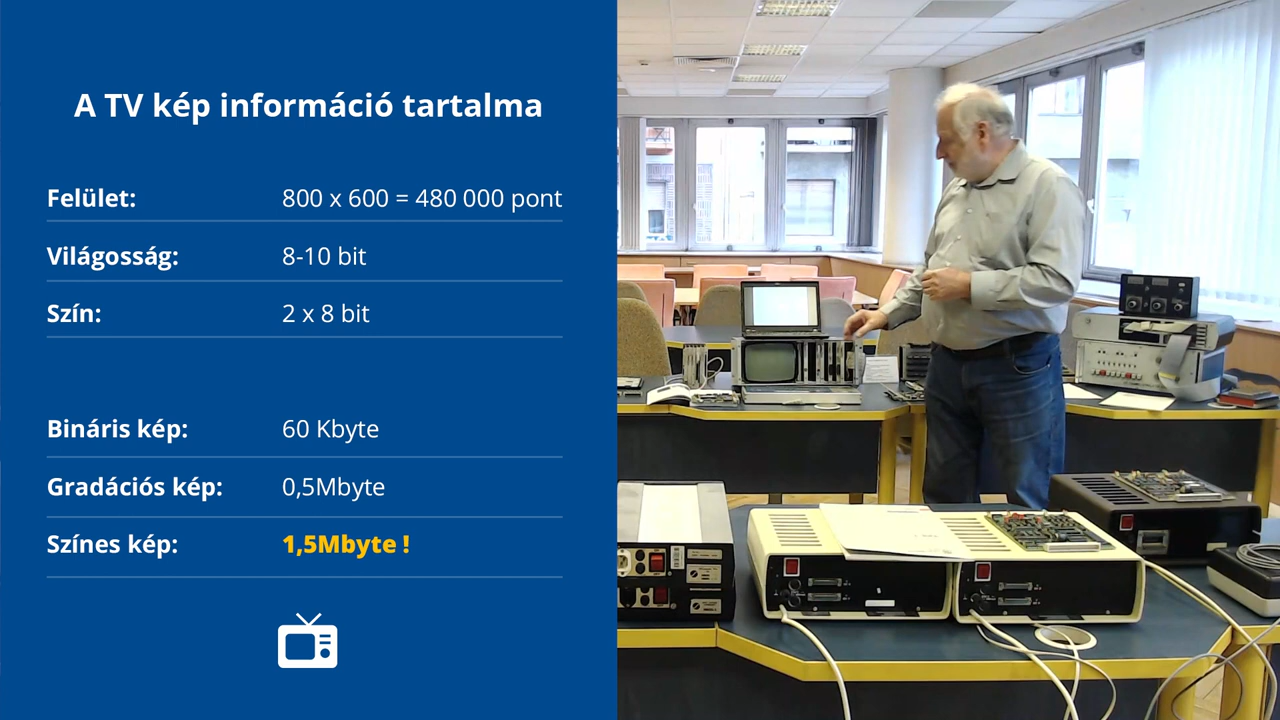 A TV kép információ tartalma
Felület: 800 x 600 = 480 000 pont
Világosság: 8-10 bit
Szín: 2 x 8 bit
Bináris kép: 60 Kbyte
Gradációs kép: 0,5Mbyte
Színes kép: 1,5Mbyte !